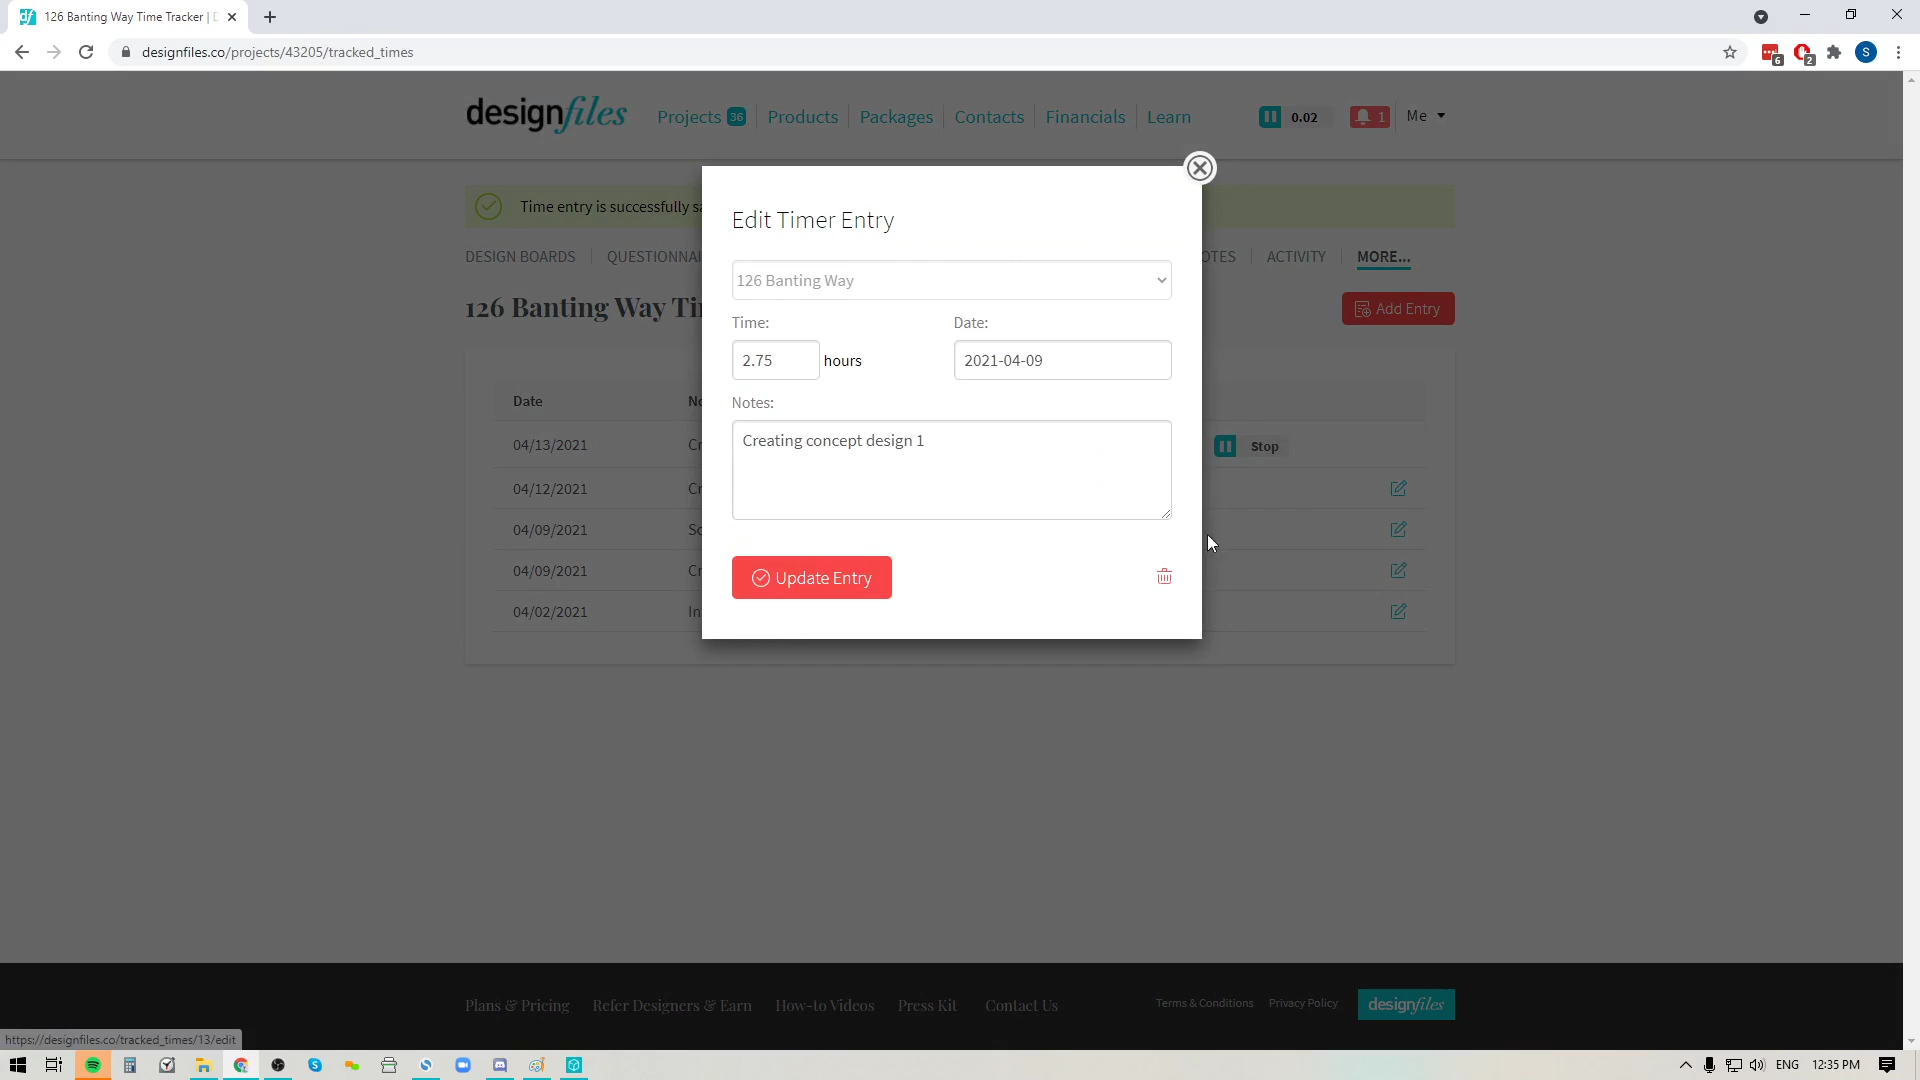 126 Banting Way Time Tracker |
designfiles.co/projects/43205/tracked_times
6
2
S
designfiles
Projects 36
Products
Packages
Contacts
Financials
Learn
0.02
1
Me
Time entry is successfully
DESIGN BOARDS
MORE...
ACTIVITY
126 Banting Way
Add Entry
Edit Timer Entry
126 Banting Way
Time:
Date:
2.75 hours
2021-04-09
Notes:
Creating concept design 1
Update Entry
Date
04/13/2021
Stop
04/12/2021
04/09/2021
04/09/2021
04/02/2021
Plans & Pricing
Refer Designers & Earn
How-to Videos
Press Kit
Contact Us
Terms & Conditions
Privacy Policy
designfiles
https://designfiles.co/tracked_times/13/edit
ENG
12:35 PM